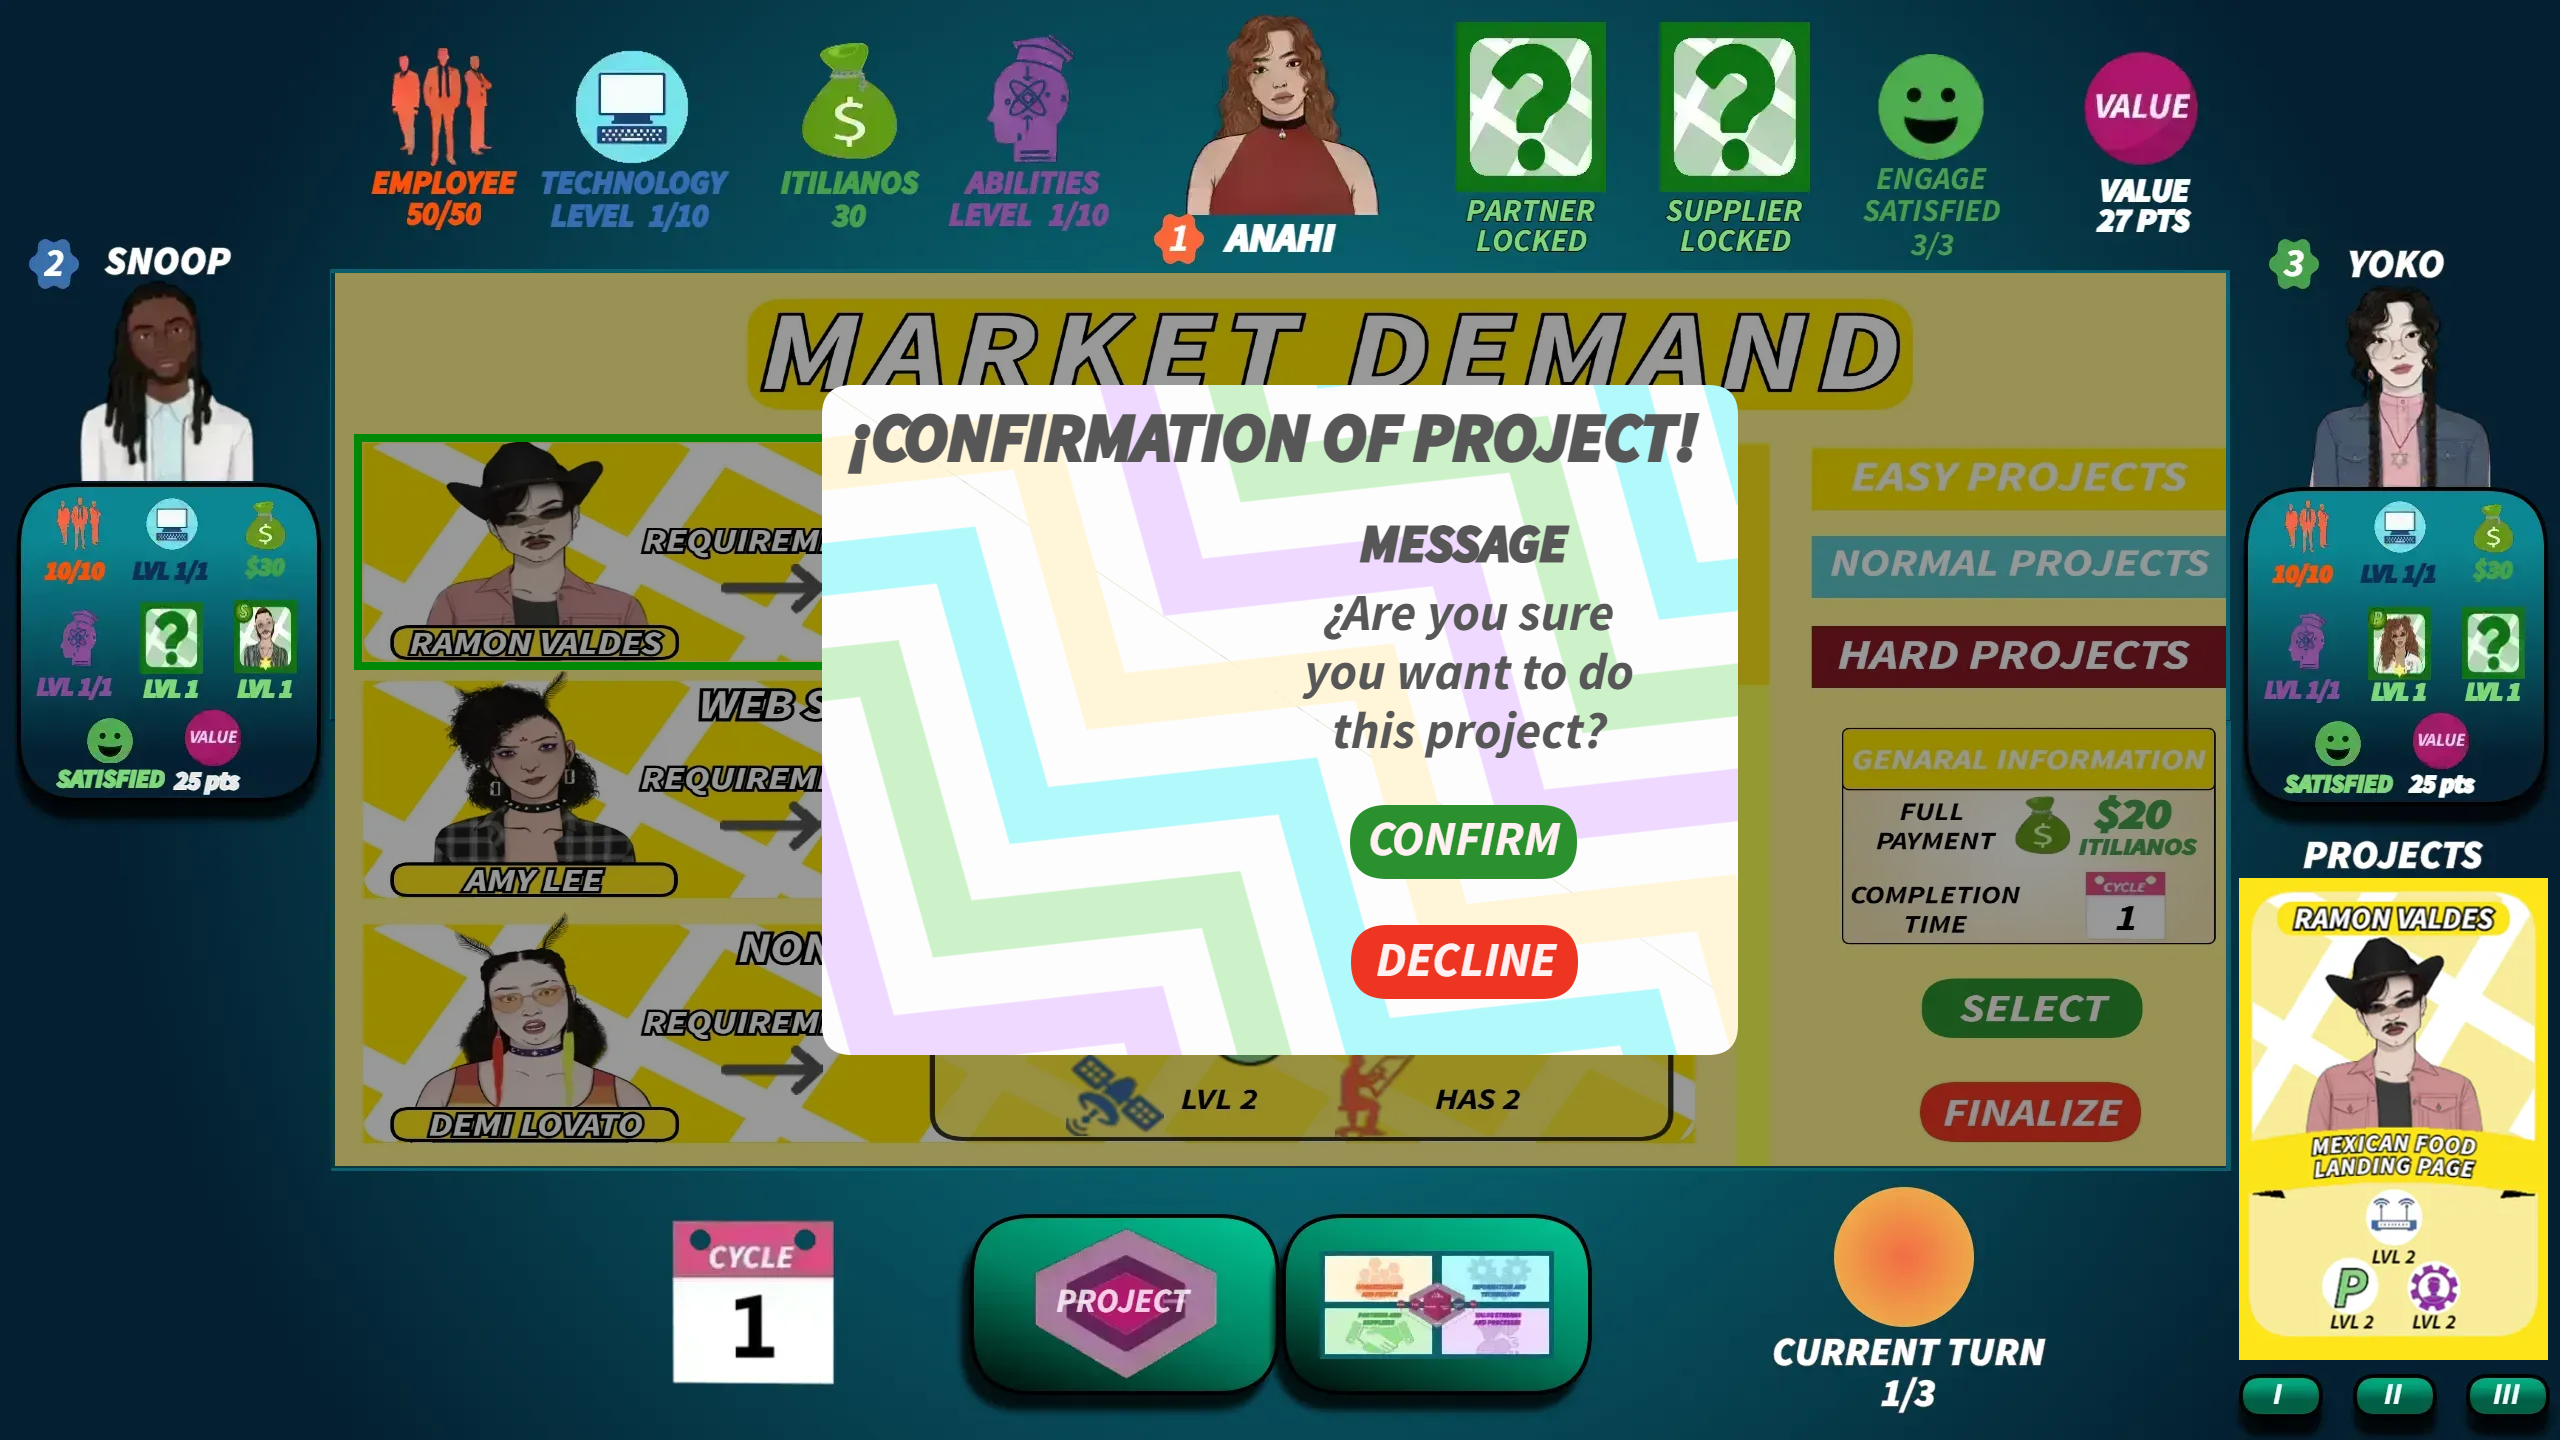 EMPLOYEE
50/50
TECHNOLOGY
LEVEL 1/10
$
ITILIANOS
30
ABILITIES
LEVEL 1/10
1 ANAHI
?
PARTNER
LOCKED
?
SUPPLIER
LOCKED
ENGAGE
SATISFIED
3/3
VALUE
VALUE
27 PTS
2 SNOOP
10/10
LVL 1/1
$
$30
LVL 1/1
?
LVL 1
$
LVL 1
SATISFIED
VALUE
25 pts
3 YOKO
10/10
LVL 1/1
$
$30
LVL 1/1
LVL 1
?
LVL 1
SATISFIED
VALUE
25 pts
MARKET DEMAND
REQUIREM
RAMON VALDES
WEB S
REQUIREM
AMY LEE
NON
REQUIREM
DEMI LOVATO
LVL 2
HAS 2
¡CONFIRMATION OF PROJECT!
MESSAGE
¿Are you sure
you want to do
this project?
CONFIRM
DECLINE
EASY PROJECTS
NORMAL PROJECTS
HARD PROJECTS
GENARAL INFORMATION
FULL
PAYMENT
$
$20
ITILIANOS
COMPLETION
TIME
CYCLE
1
SELECT
FINALIZE
PROJECTS
RAMON VALDES
MEXICAN FOOD
LANDING PAGE
LVL 2
P
LVL 2
LVL 2
I
II
III
CYCLE
1
PROJECT
CURRENT TURN
1/3